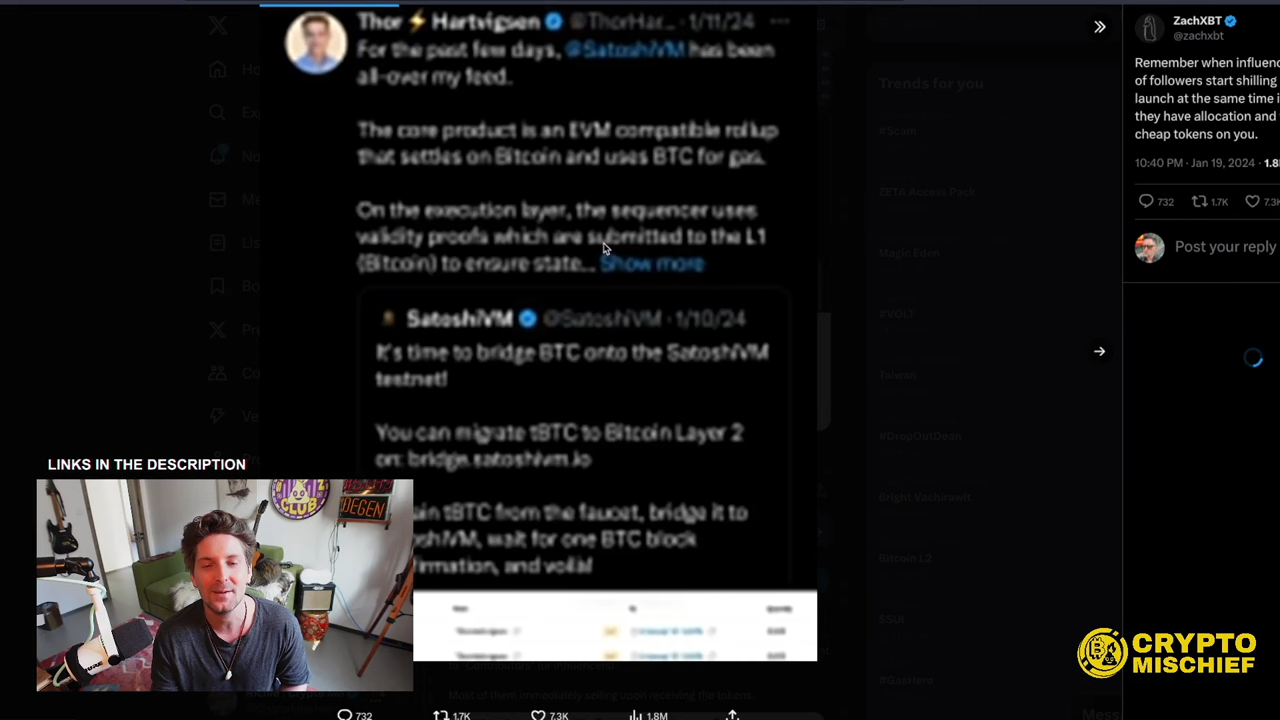 Thor ⚡ Hartvigsen @ThorHar... · 1/11/24
For the past few days, @SatoshiVM has been
all-over my feed.
The core product is an EVM compatible rollup
that settles on Bitcoin and uses BTC for gas.
On the execution layer, the sequencer uses
validity proofs which are submitted to the L1
(Bitcoin) to ensure state... Show more
SatoshiVM @SatoshiVM · 1/10/24
It's time to bridge BTC onto the SatoshiVM
testnet!
You can migrate tBTC to Bitcoin Layer 2
on: bridge.satoshivm.io
tBTC from the faucet, bridge it to
wait for one BTC block
and voilà!
Most of them immediately selling upon receiving the tokens.
732 1.7K 7.3K 1.8M
Trends for you
#Scam
ZETA Access Pack
Magic Eden
#VOLT
Taiwan
#DropOutDean
Bright Vachirawit
Bitcoin L2
$SUI
ZachXBT
@zachxbt
Remember when influenc
of followers start shilling
launch at the same time i
they have allocation and
cheap tokens on you.
10:40 PM · Jan 19, 2024 · 1.8
732 1.7K 7.3K
Post your reply
LINKS IN THE DESCRIPTION
CLUB
DEGEN
CRYPTO
MISCHIEF